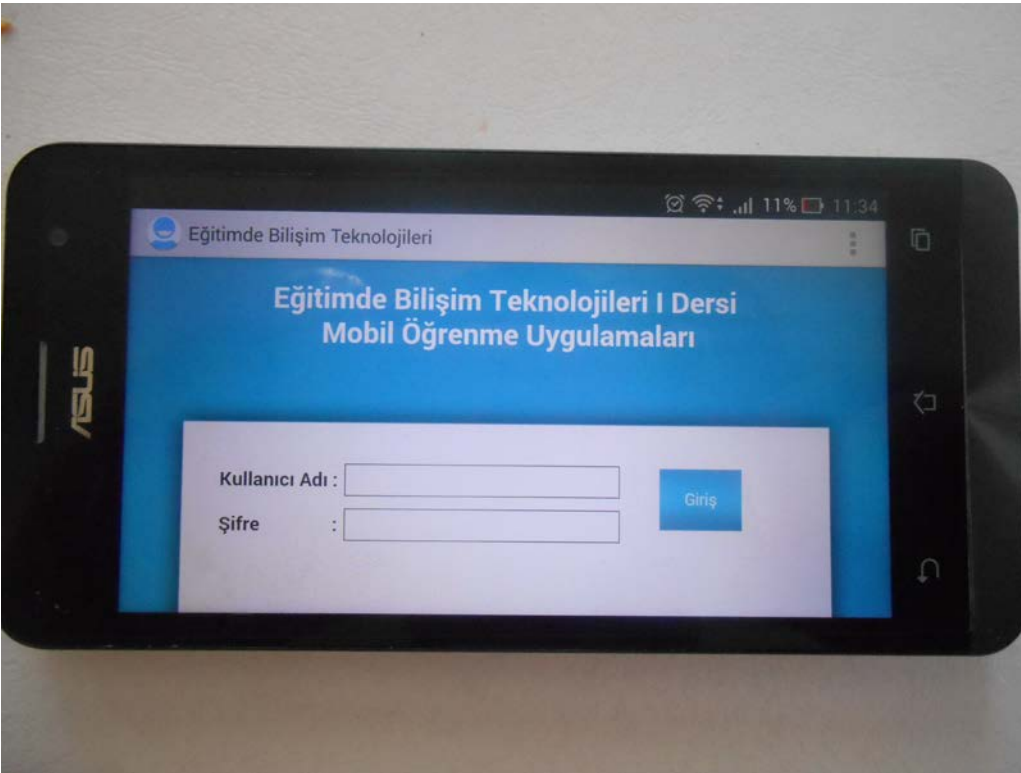 11% 11:34
Eğitimde Bilişim Teknolojileri
Eğitimde Bilişim Teknolojileri I Dersi
Mobil Öğrenme Uygulamaları
Kullanıcı Adı :
Giriş
Şifre :
ASUS